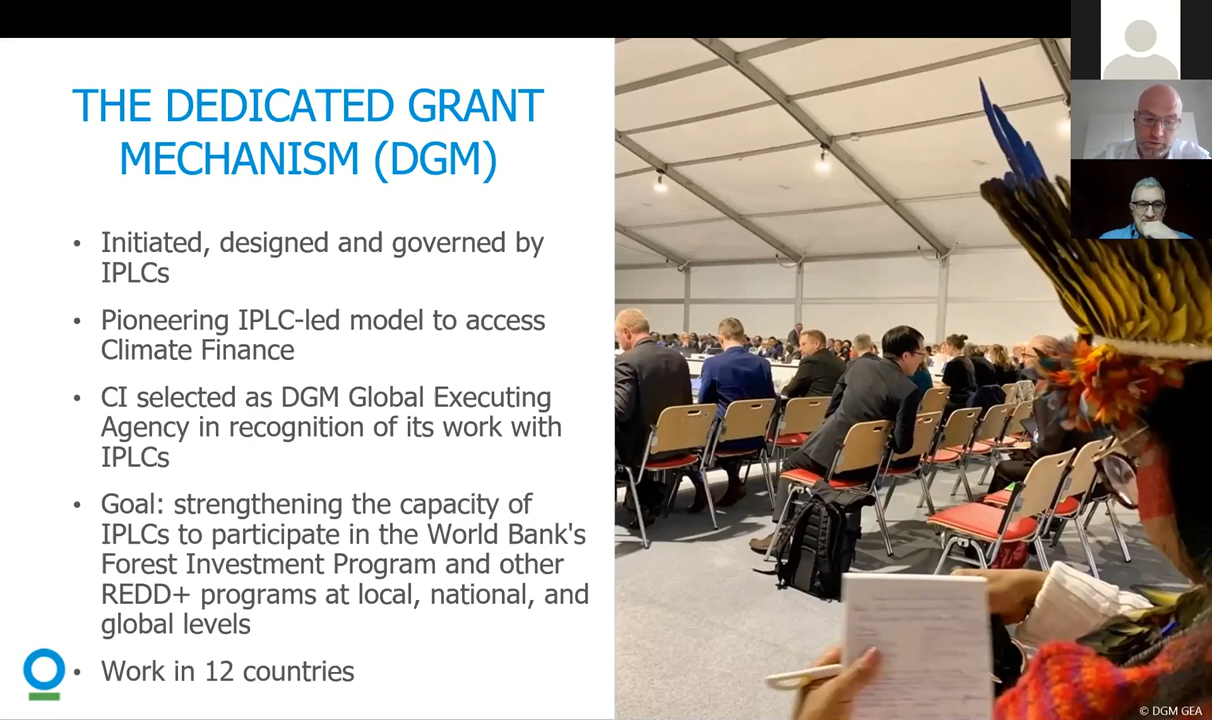 THE DEDICATED GRANT
MECHANISM (DGM)
• Initiated, designed and governed by
IPLCs
• Pioneering IPLC-led model to access
Climate Finance
• CI selected as DGM Global Executing
Agency in recognition of its work with
IPLCs
• Goal: strengthening the capacity of
IPLCs to participate in the World Bank's
Forest Investment Program and other
REDD+ programs at local, national, and
global levels
• Work in 12 countries
© DGM GEA